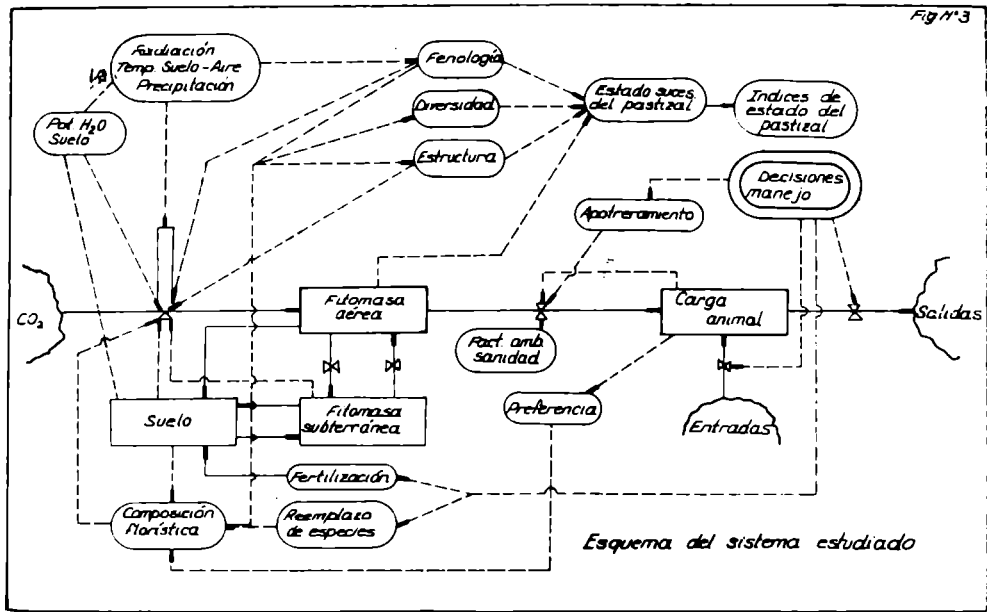 Fig Nº3
Radiación
Temp. Suelo-Aire
Precipitación
Fenología
Diversidad
Estructura
Estado suces.
del pastizal
Indices de
estado del
pastizal
Pot. H2O
Suelo
Decisiones
manejo
Apotreramiento
CO2
Fitomasa
aérea
Carga
animal
Salidas
Fact. amb.
sanidad
Suelo
Fitomasa
subterránea
Preferencia
Entradas
Fertilización
Composición
florística
Reemplazo
de especies
Esquema del sistema estudiado